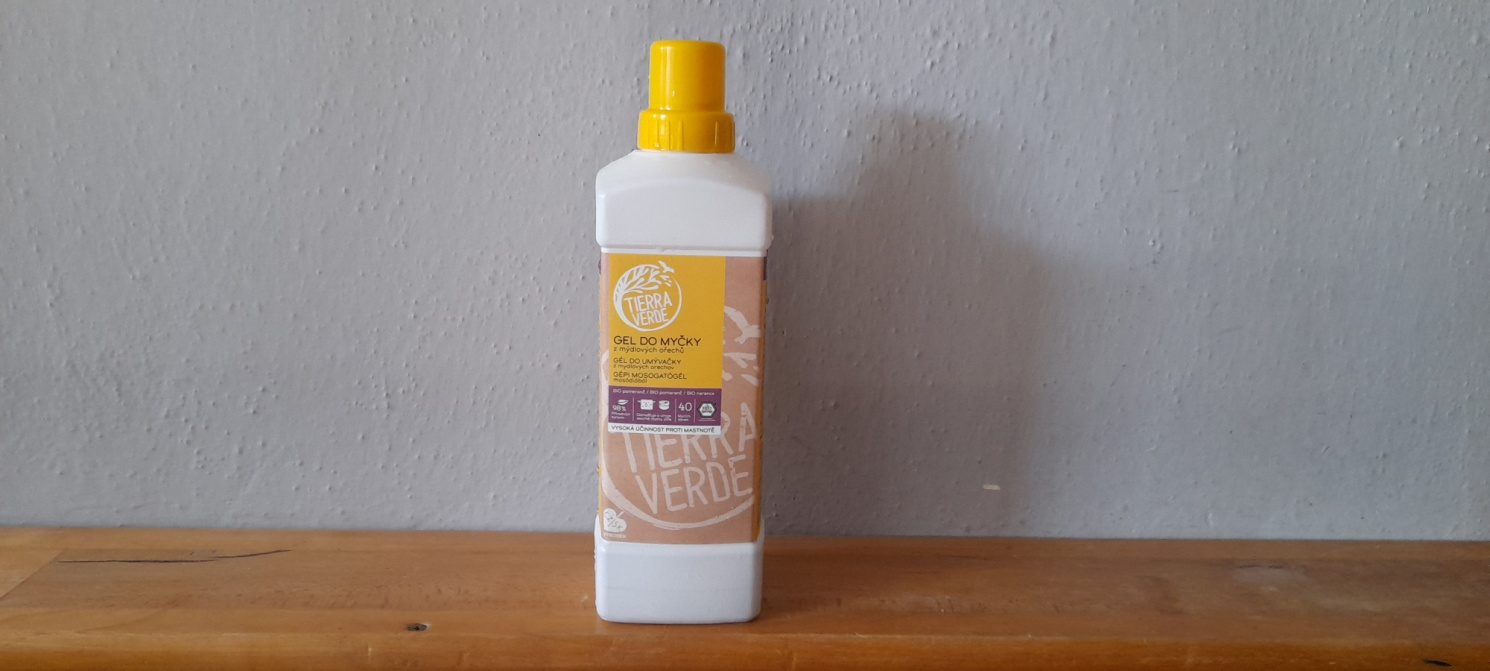 TIERRA
VERDE
GEL DO MYČKY
z mýdlových ořechů
GÉL DO UMÝVAČKY
z mydlových orechov
GÉPI MOSOGATÓGÉL
mosódióból
BIO pomeranč / BIO pomaranč / BIO narancs
98%
40
VYSOKÁ ÚČINNOST PROTI MASTNOTĚ
TIERRA
VERDE